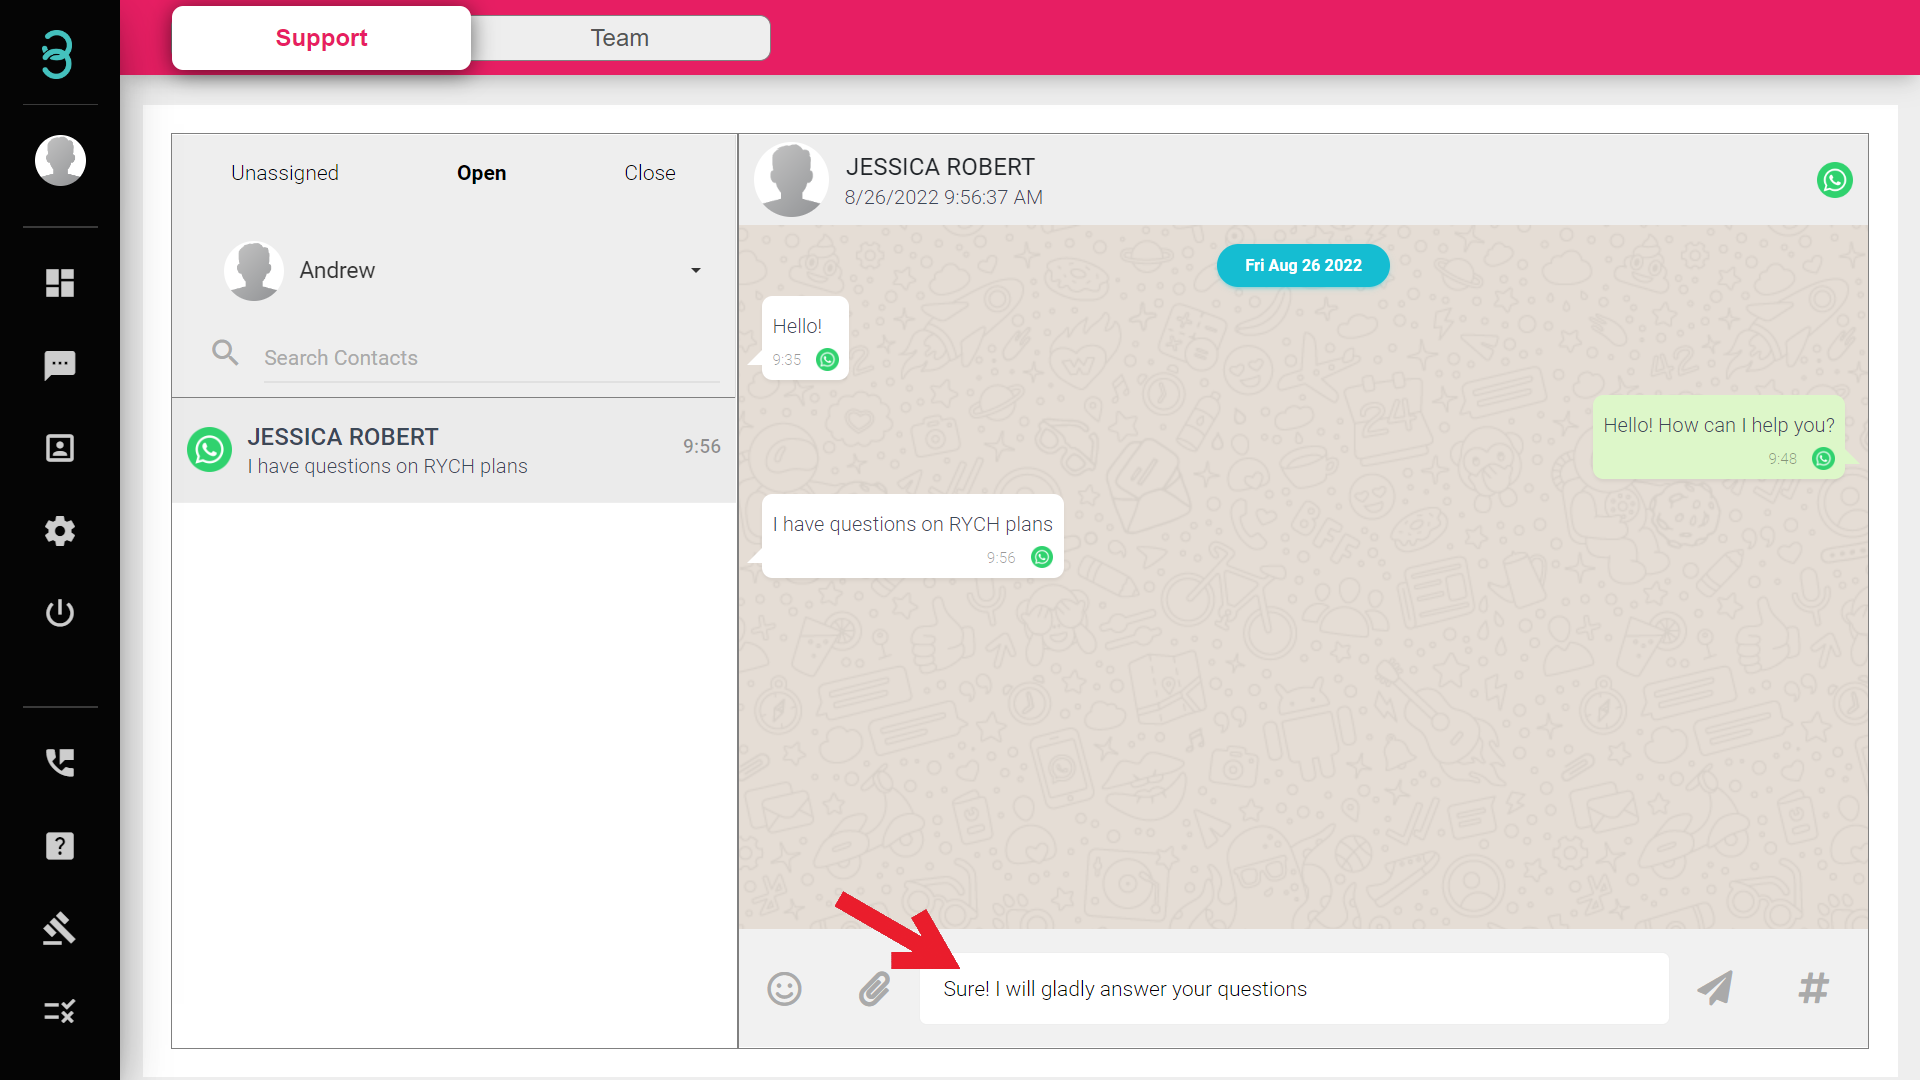 Support
Team
Unassigned
Open
Close
Andrew
Search Contacts
JESSICA ROBERT
9:56
I have questions on RYCH plans
JESSICA ROBERT
8/26/2022 9:56:37 AM
Fri Aug 26 2022
Hello!
9:35
Hello! How can I help you?
9:48
I have questions on RYCH plans
9:56
Sure! I will gladly answer your questions
#
?